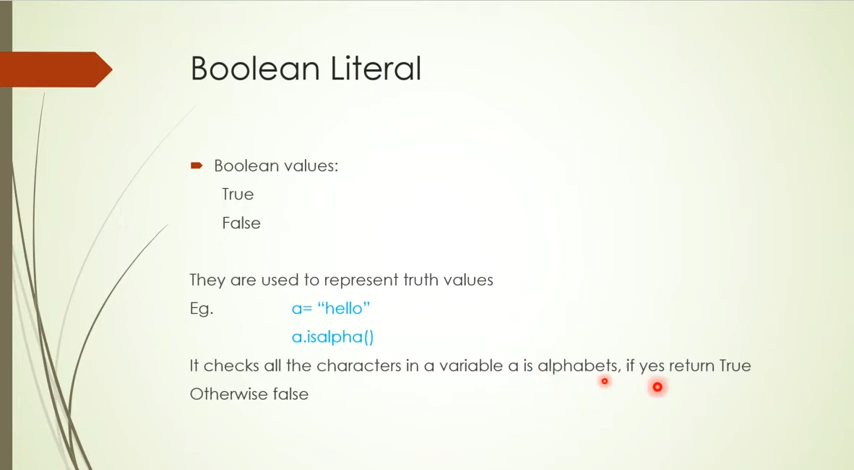 Boolean Literal
Boolean values:
True
False
They are used to represent truth values
Eg. a= “hello”
a.isalpha()
It checks all the characters in a variable a is alphabets, if yes return True
Otherwise false